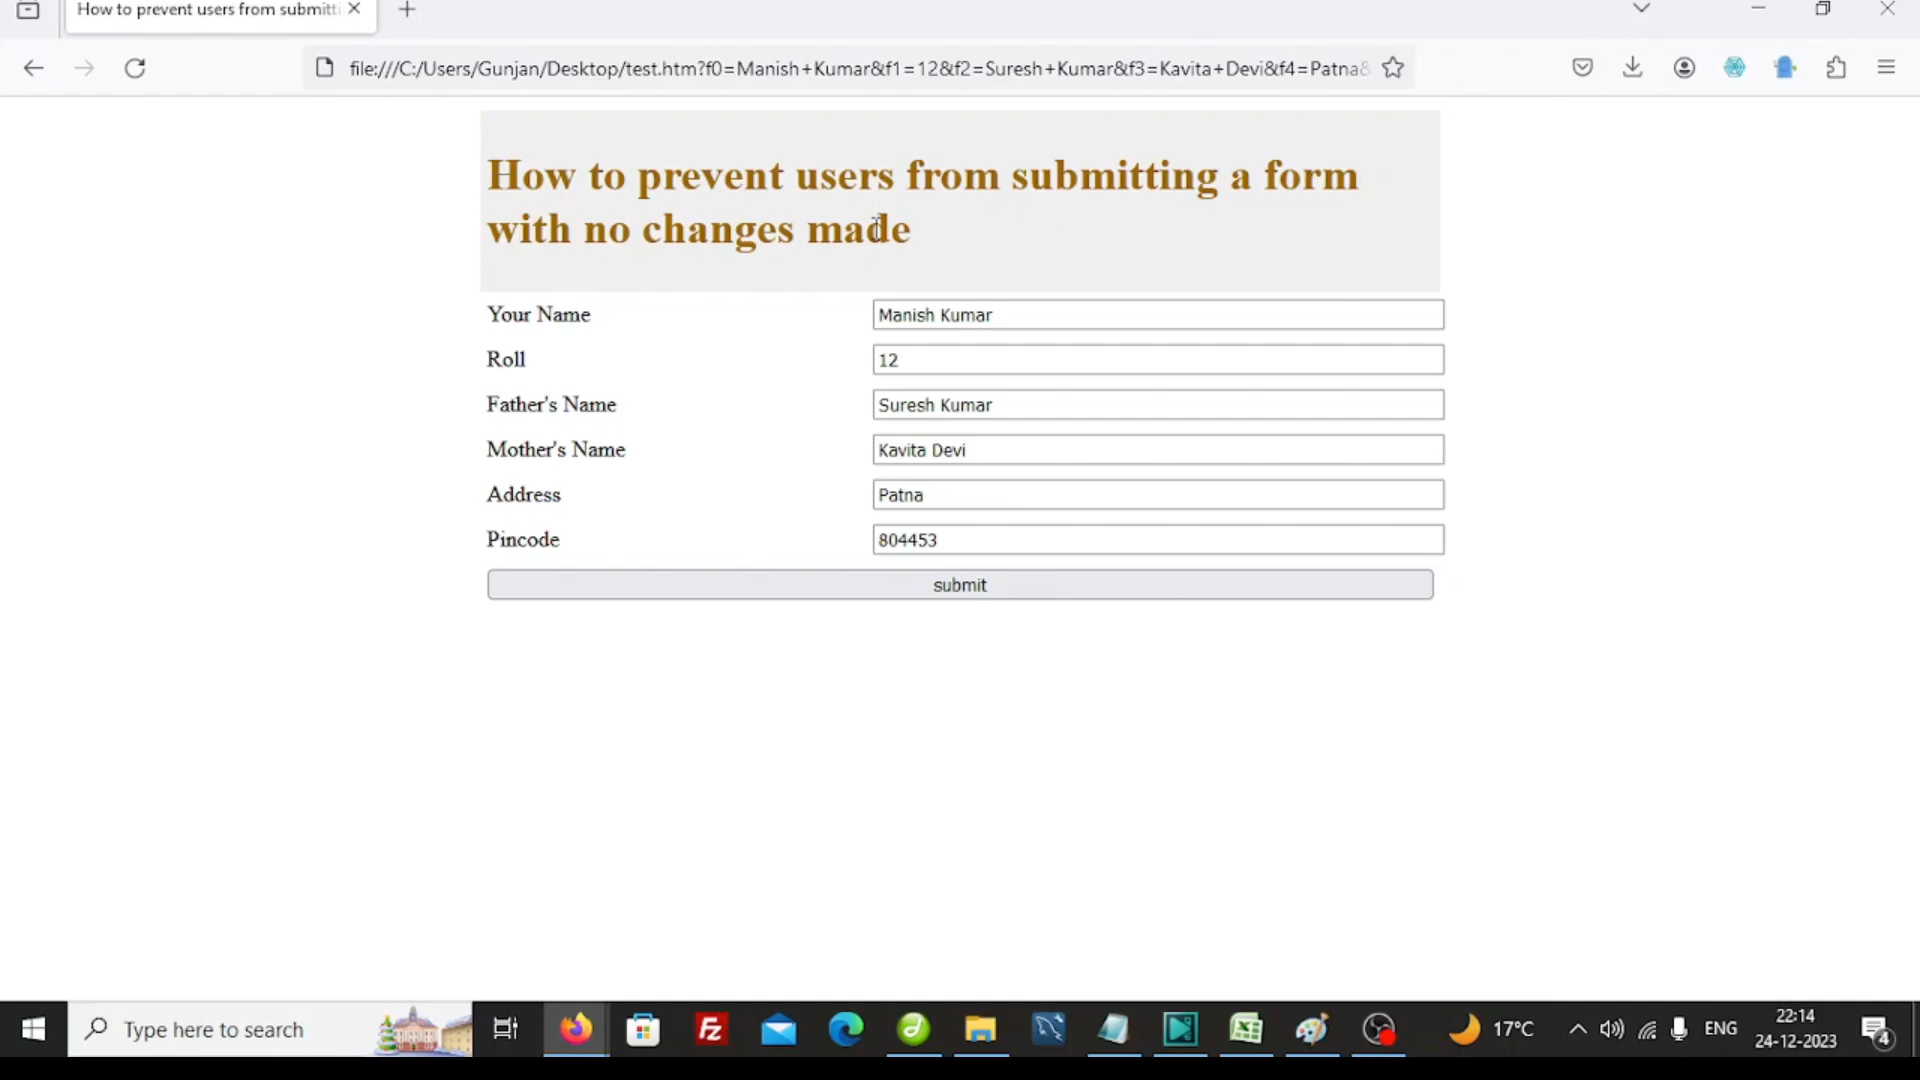 How to prevent users from submitti
file:///C:/Users/Gunjan/Desktop/test.htm?f0=Manish+Kumar&f1=12&f2=Suresh+Kumar&f3=Kavita+Devi&f4=Patna&
How to prevent users from submitting a form
with no changes made
Your Name
Manish Kumar
Roll
12
Father's Name
Suresh Kumar
Mother's Name
Kavita Devi
Address
Patna
Pincode
804453
submit
Type here to search
Fz
17°C
ENG
22:14
24-12-2023
4